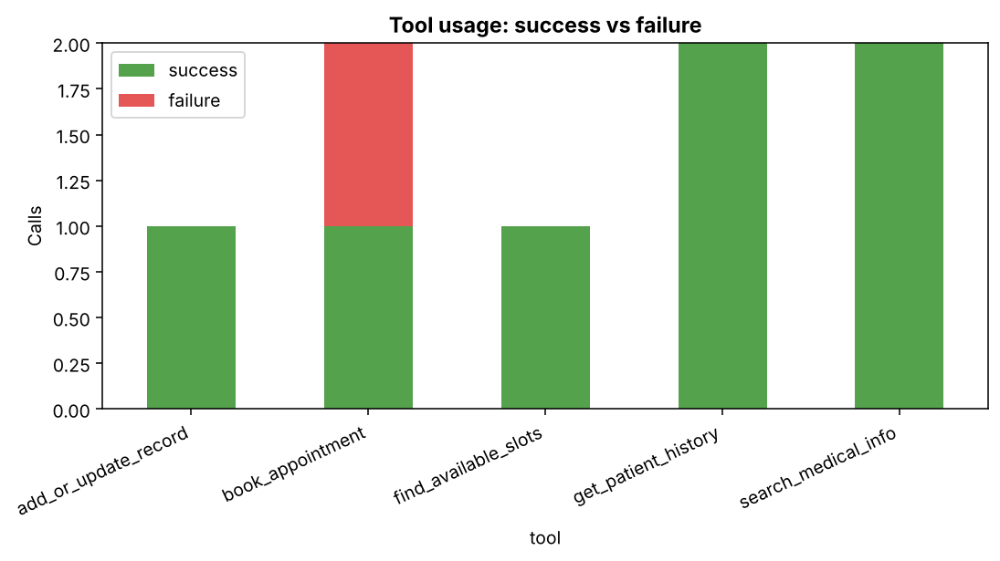 Tool usage: success vs failure
success
failure
Calls
2.00
1.75
1.50
1.25
1.00
0.75
0.50
0.25
0.00
add_or_update_record
book_appointment
find_available_slots
get_patient_history
search_medical_info
tool